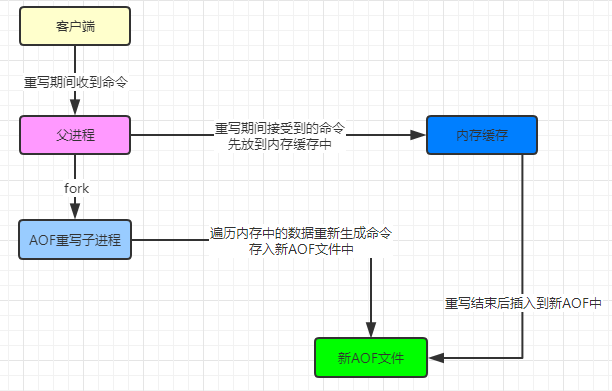 客户端
重写期间收到命令
父进程
重写期间接受到的命令
先放到内存缓存中
内存缓存
fork
AOF重写子进程
遍历内存中的数据重新生成命令
存入新AOF文件中
重写结束后插入到新AOF中
新AOF文件